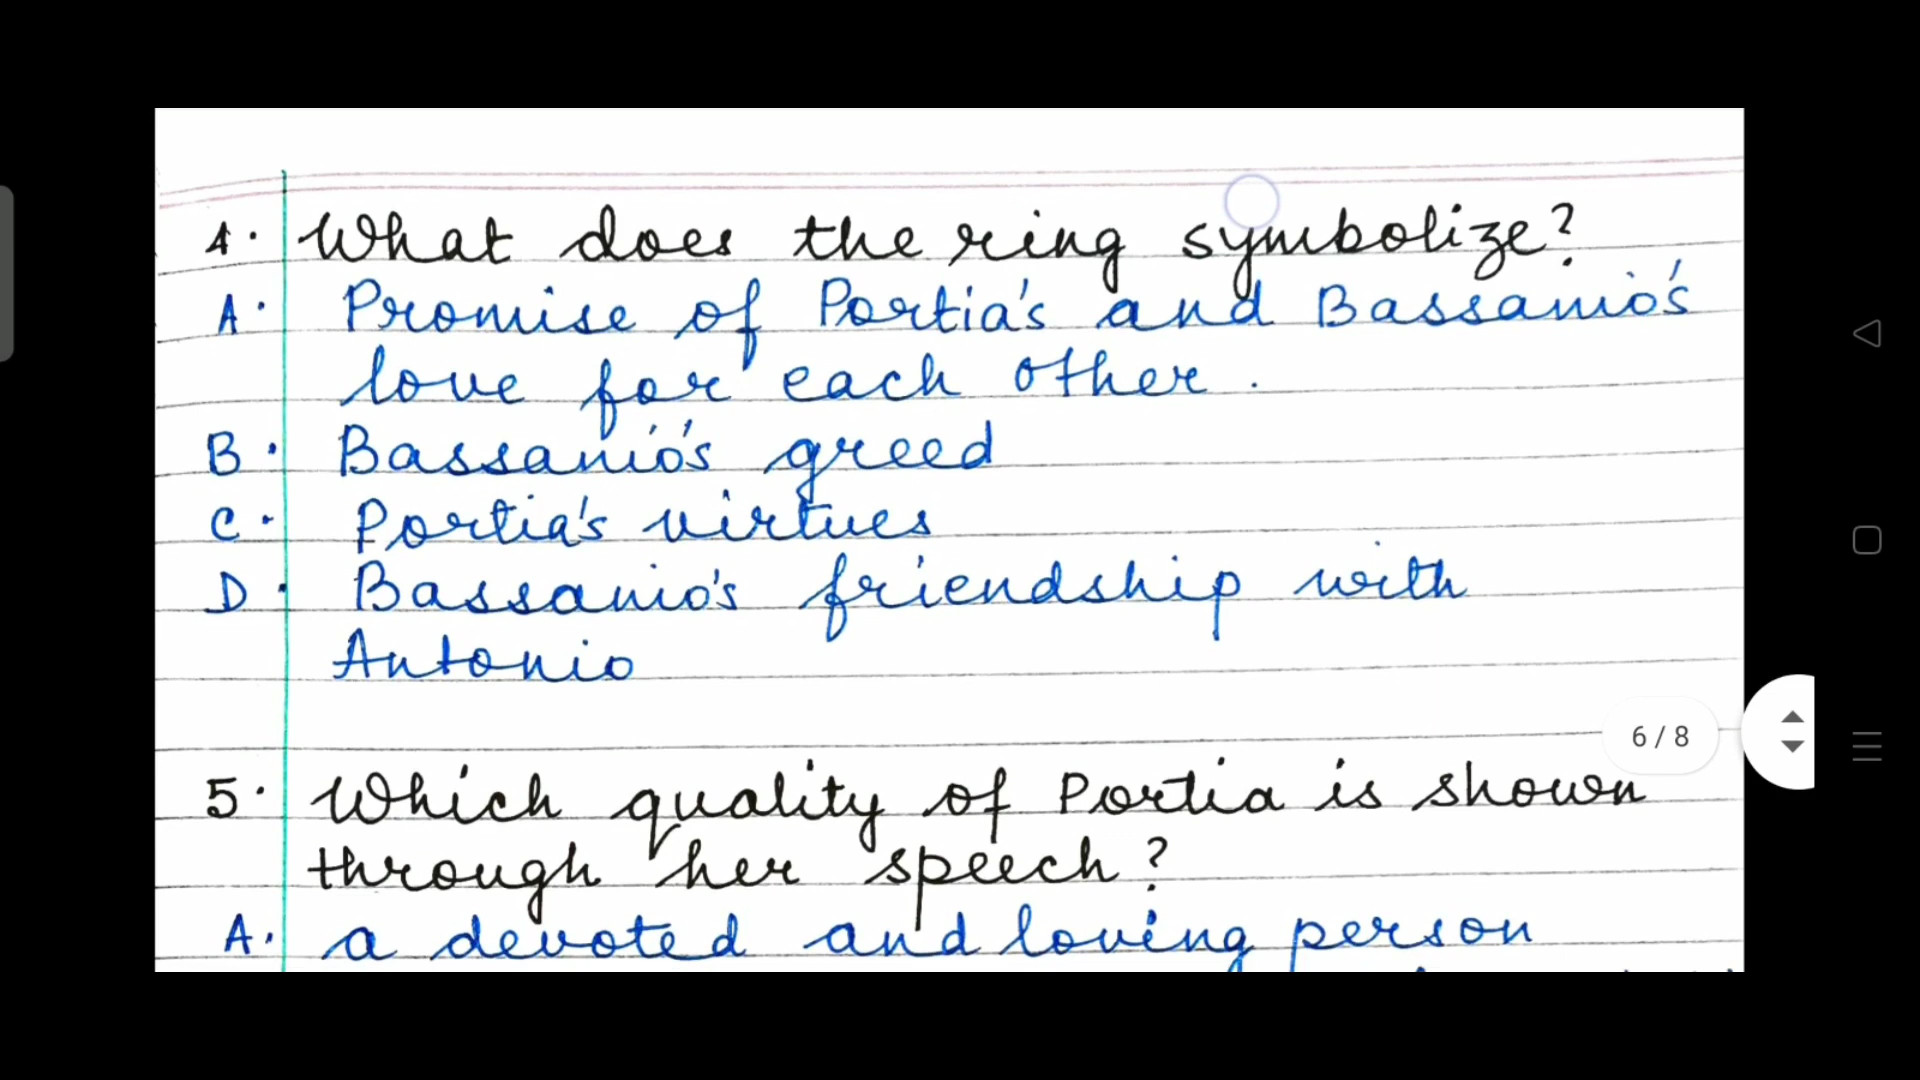 4. What does the ring symbolize?
A. Promise of Portia's and Bassanio's
love for each other.
B. Bassanio's greed
C. Portia's virtues
D. Bassanio's friendship with
Antonio
6/8
5. Which quality of Portia is shown
through her speech?
A. a devoted and loving person